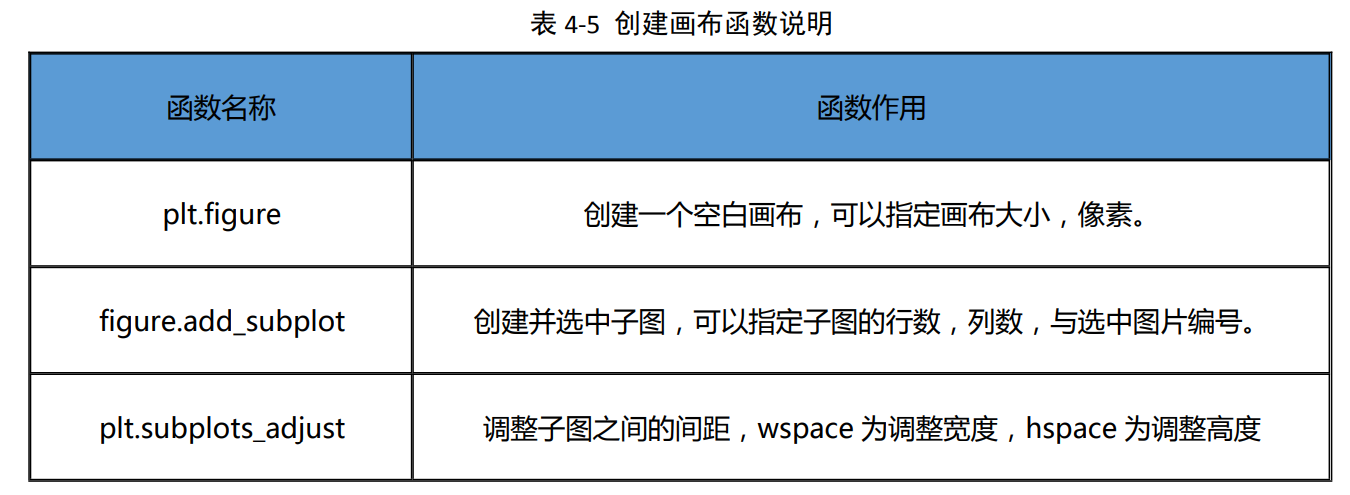 表 4-5 创建画布函数说明
函数名称 函数作用
plt.figure 创建一个空白画布，可以指定画布大小，像素。
figure.add_subplot 创建并选中子图，可以指定子图的行数，列数，与选中图片编号。
plt.subplots_adjust 调整子图之间的间距，wspace 为调整宽度，hspace 为调整高度